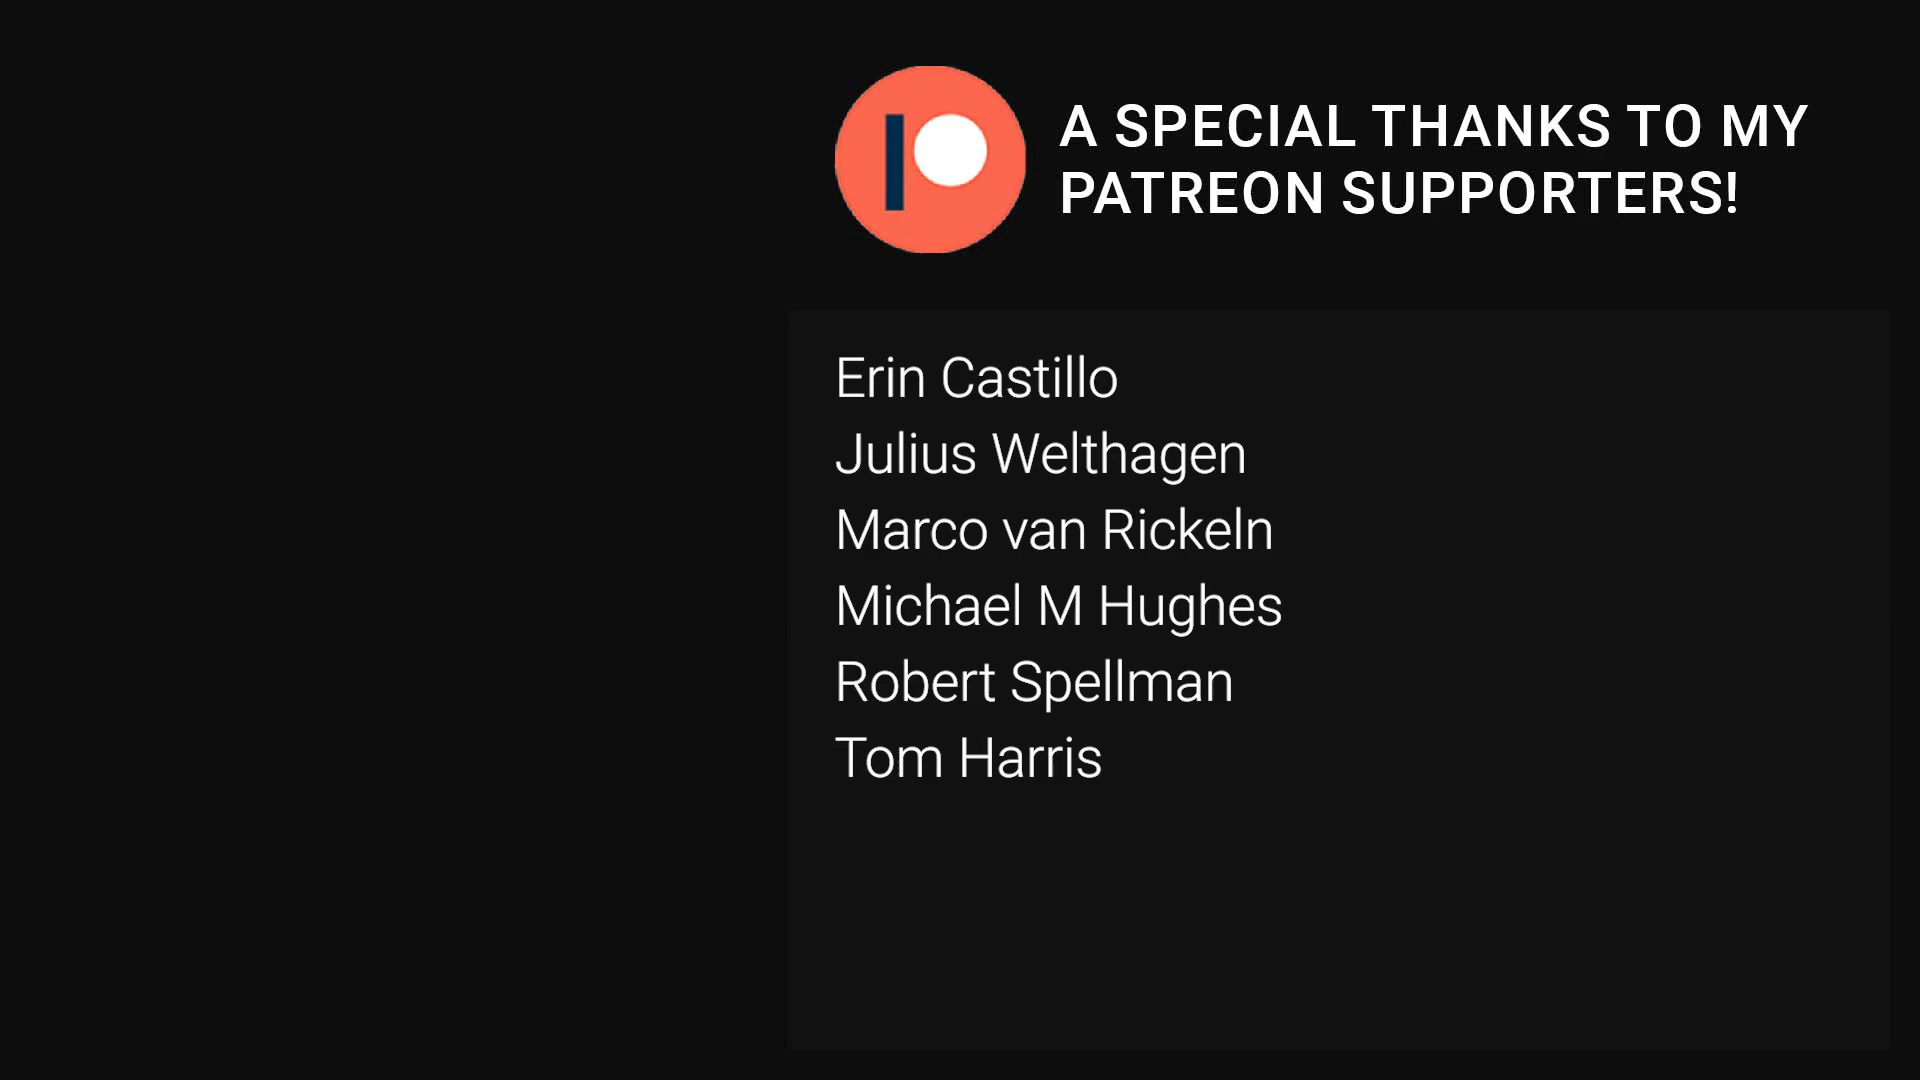 A SPECIAL THANKS TO MY
PATREON SUPPORTERS!
Erin Castillo
Julius Welthagen
Marco van Rickeln
Michael M Hughes
Robert Spellman
Tom Harris